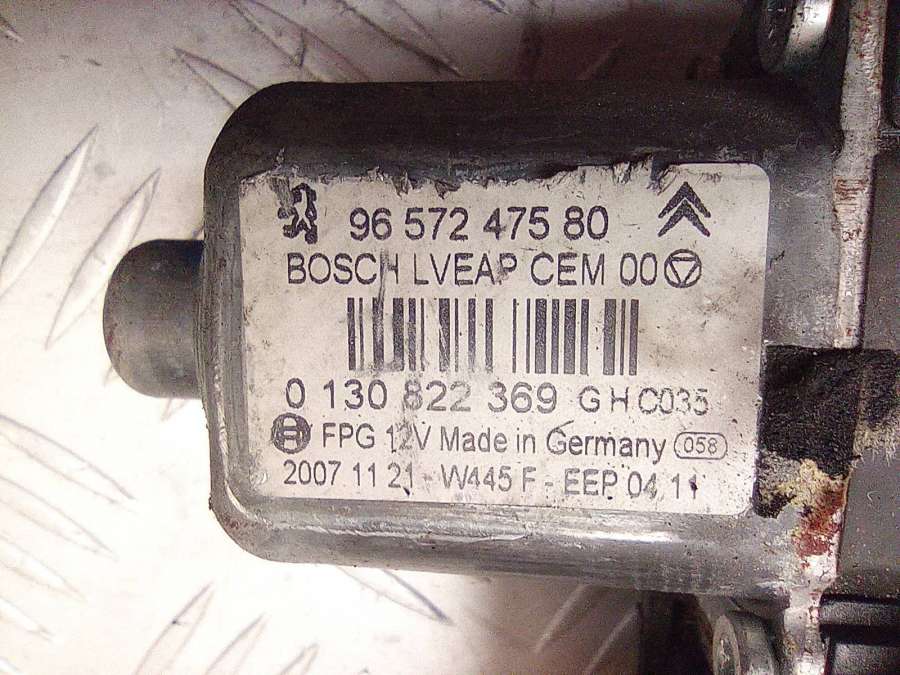 96 572 475 80
BOSCH LVEAP CEM 00
0 130 822 369 G H C035
FPG 12V Made in Germany 058
2007 11 21 - W445 F - EEP 04 11